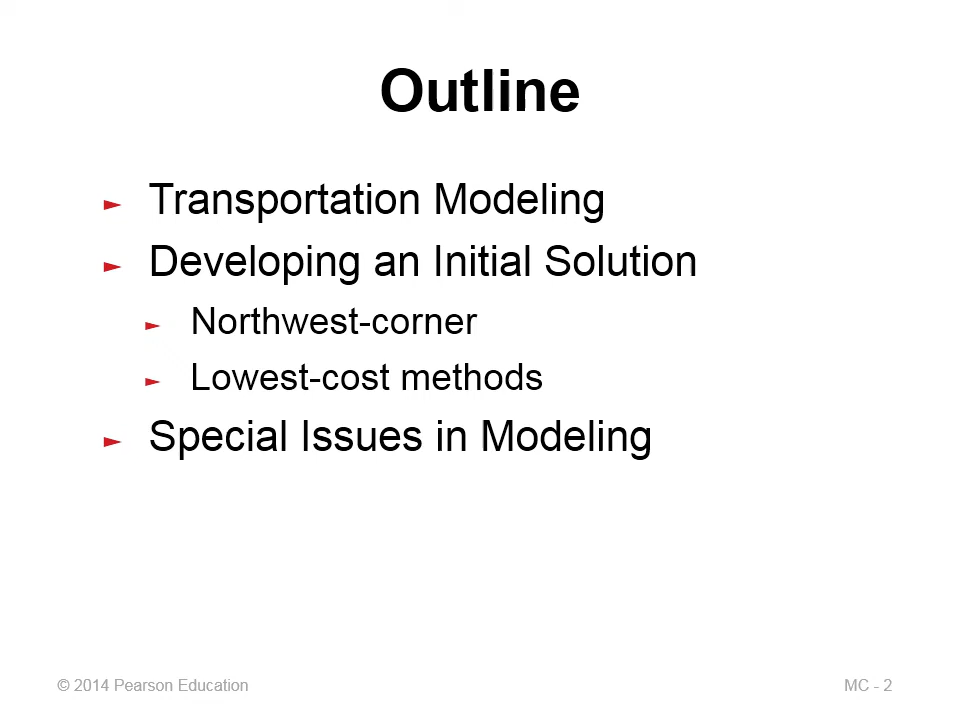 Outline
► Transportation Modeling
► Developing an Initial Solution
► Northwest-corner
► Lowest-cost methods
► Special Issues in Modeling
© 2014 Pearson Education
MC - 2